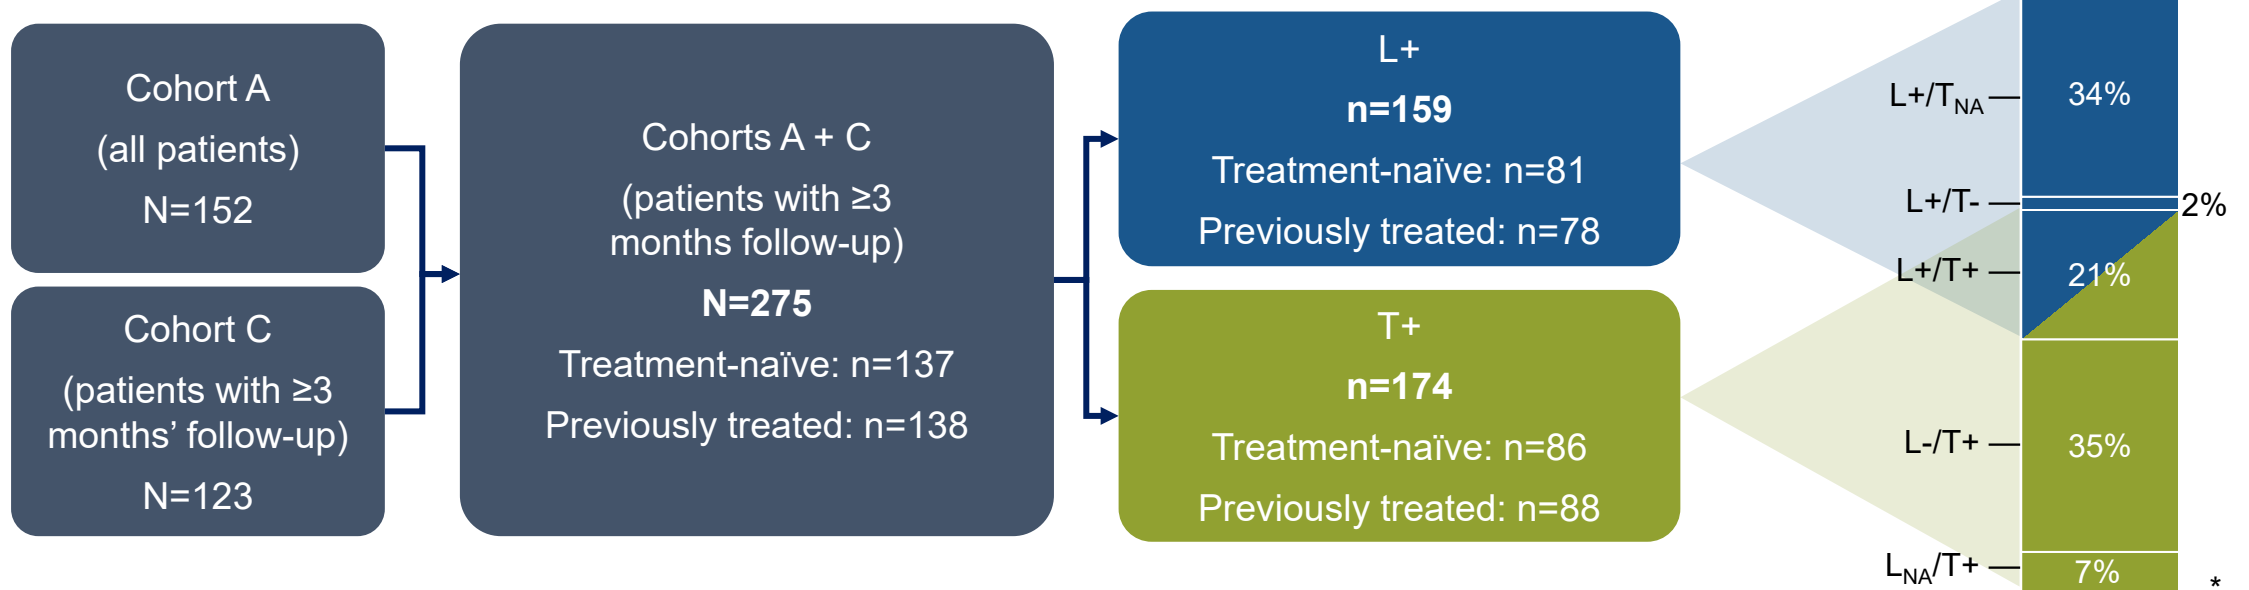 Cohort A
(all patients)
N=152
Cohort C
(patients with ≥3
months’ follow-up)
N=123
Cohorts A + C
(patients with ≥3
months follow-up)
N=275
Treatment-naïve: n=137
Previously treated: n=138
L+
n=159
Treatment-naïve: n=81
Previously treated: n=78
T+
n=174
Treatment-naïve: n=86
Previously treated: n=88
L+/TNA
34%
L+/T-
2%
L+/T+
21%
L-/T+
35%
LNA/T+
7%
*